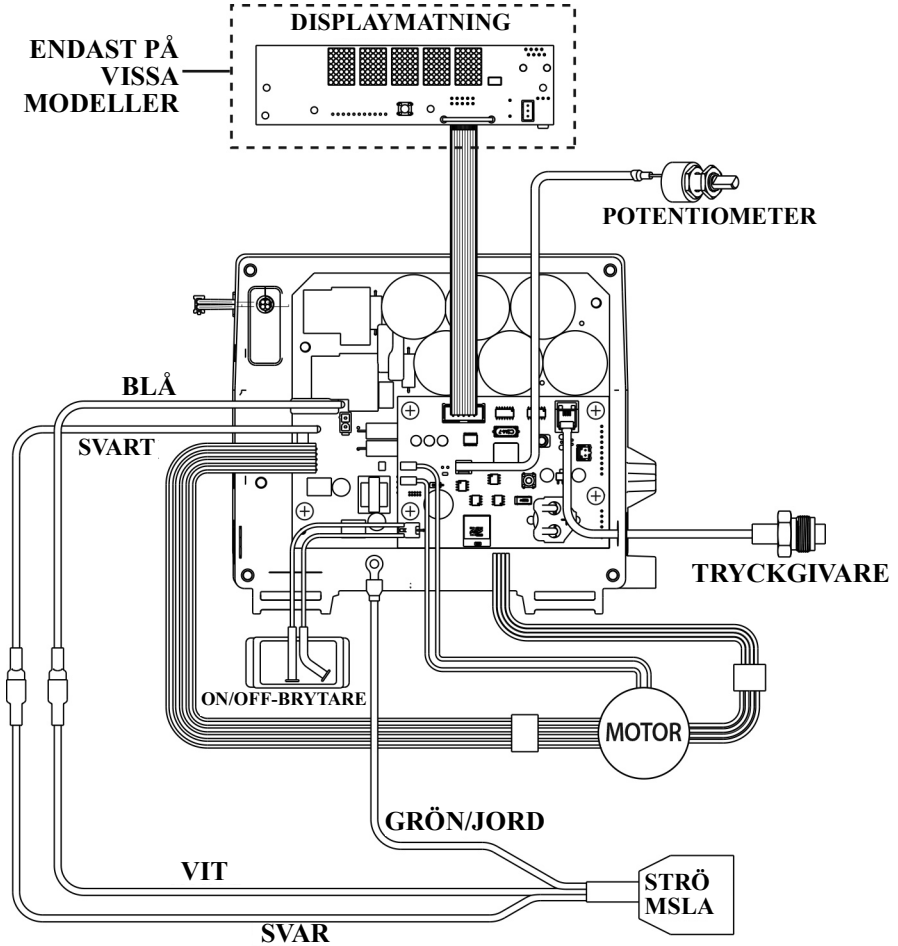 DISPLAYMATNING
ENDAST PÅ
VISSA
MODELLER
POTENTIOMETER
BLÅ
SVART
TRYCKGIVARE
ON/OFF-BRYTARE
MOTOR
GRÖN/JORD
VIT
STRÖ
MSLA
SVAR